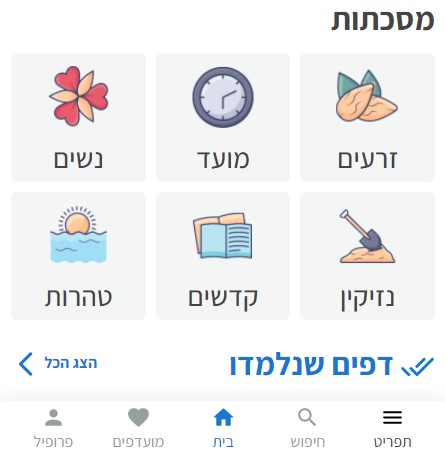 מסכתות
זרעים
מועד
נשים
נזיקין
קדשים
טהרות
דפים שנלמדו
הצג הכל
תפריט
חיפוש
בית
מועדפים
פרופיל